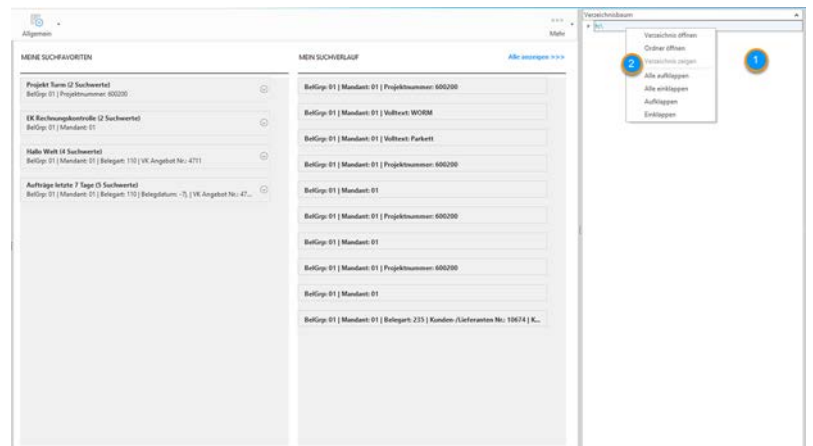 Allgemein
Mehr
MEINE SUCHFAVORITEN
Projekt Turm (2 Suchwerte)
BelGrp: 01 | Projektnummer: 600200
EK Rechnungskontrolle (2 Suchwerte)
BelGrp: 01 | Mandant: 01
Hallo Welt (4 Suchwerte)
BelGrp: 01 | Mandant: 01 | Belegart: 110 | VK Angebot Nr.: 4711
Aufträge letzte 7 Tage (5 Suchwerte)
BelGrp: 01 | Mandant: 01 | Belegart: 110 | Belegdatum: -7J, | VK Angebot Nr.: 47...
MEIN SUCHVERLAUF
Alle anzeigen >>>
BelGrp: 01 | Mandant: 01 | Projektnummer: 600200
BelGrp: 01 | Mandant: 01 | Volltext: WORM
BelGrp: 01 | Mandant: 01 | Volltext: Parkett
BelGrp: 01 | Mandant: 01 | Projektnummer: 600200
BelGrp: 01 | Mandant: 01
BelGrp: 01 | Mandant: 01 | Projektnummer: 600200
BelGrp: 01 | Mandant: 01
BelGrp: 01 | Mandant: 01 | Projektnummer: 600200
BelGrp: 01 | Mandant: 01
BelGrp: 01 | Mandant: 01 | Belegart: 235 | Kunden-/Lieferanten Nr.: 10674 | K...
Verzeichnisbaum
Verzeichnis öffnen
Ordner öffnen
Verzeichnis zeigen
Alle aufklappen
Alle einklappen
Aufklappen
Einklappen
1
2